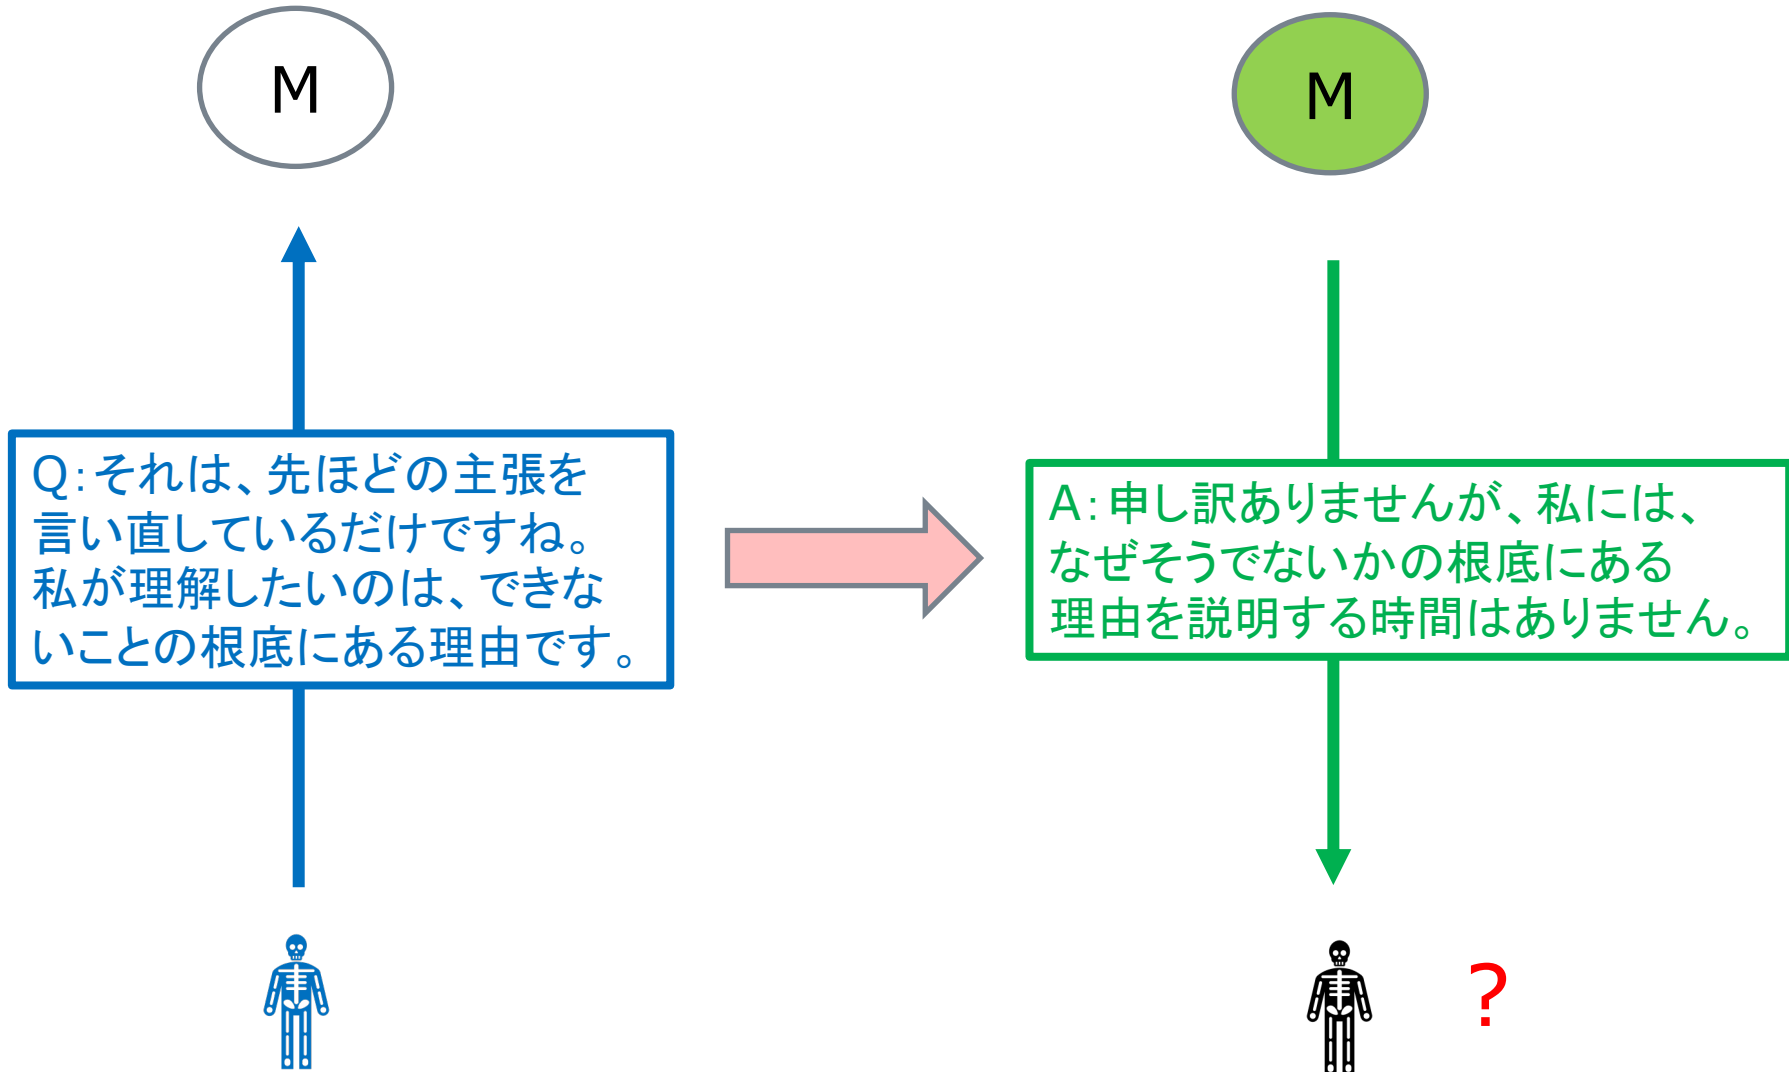 M
M
Q:それは、先ほどの主張を
言い直しているだけですね。
私が理解したいのは、できな
いことの根底にある理由です。
A:申し訳ありませんが、私には、
なぜそうでないかの根底にある
理由を説明する時間はありません。
?